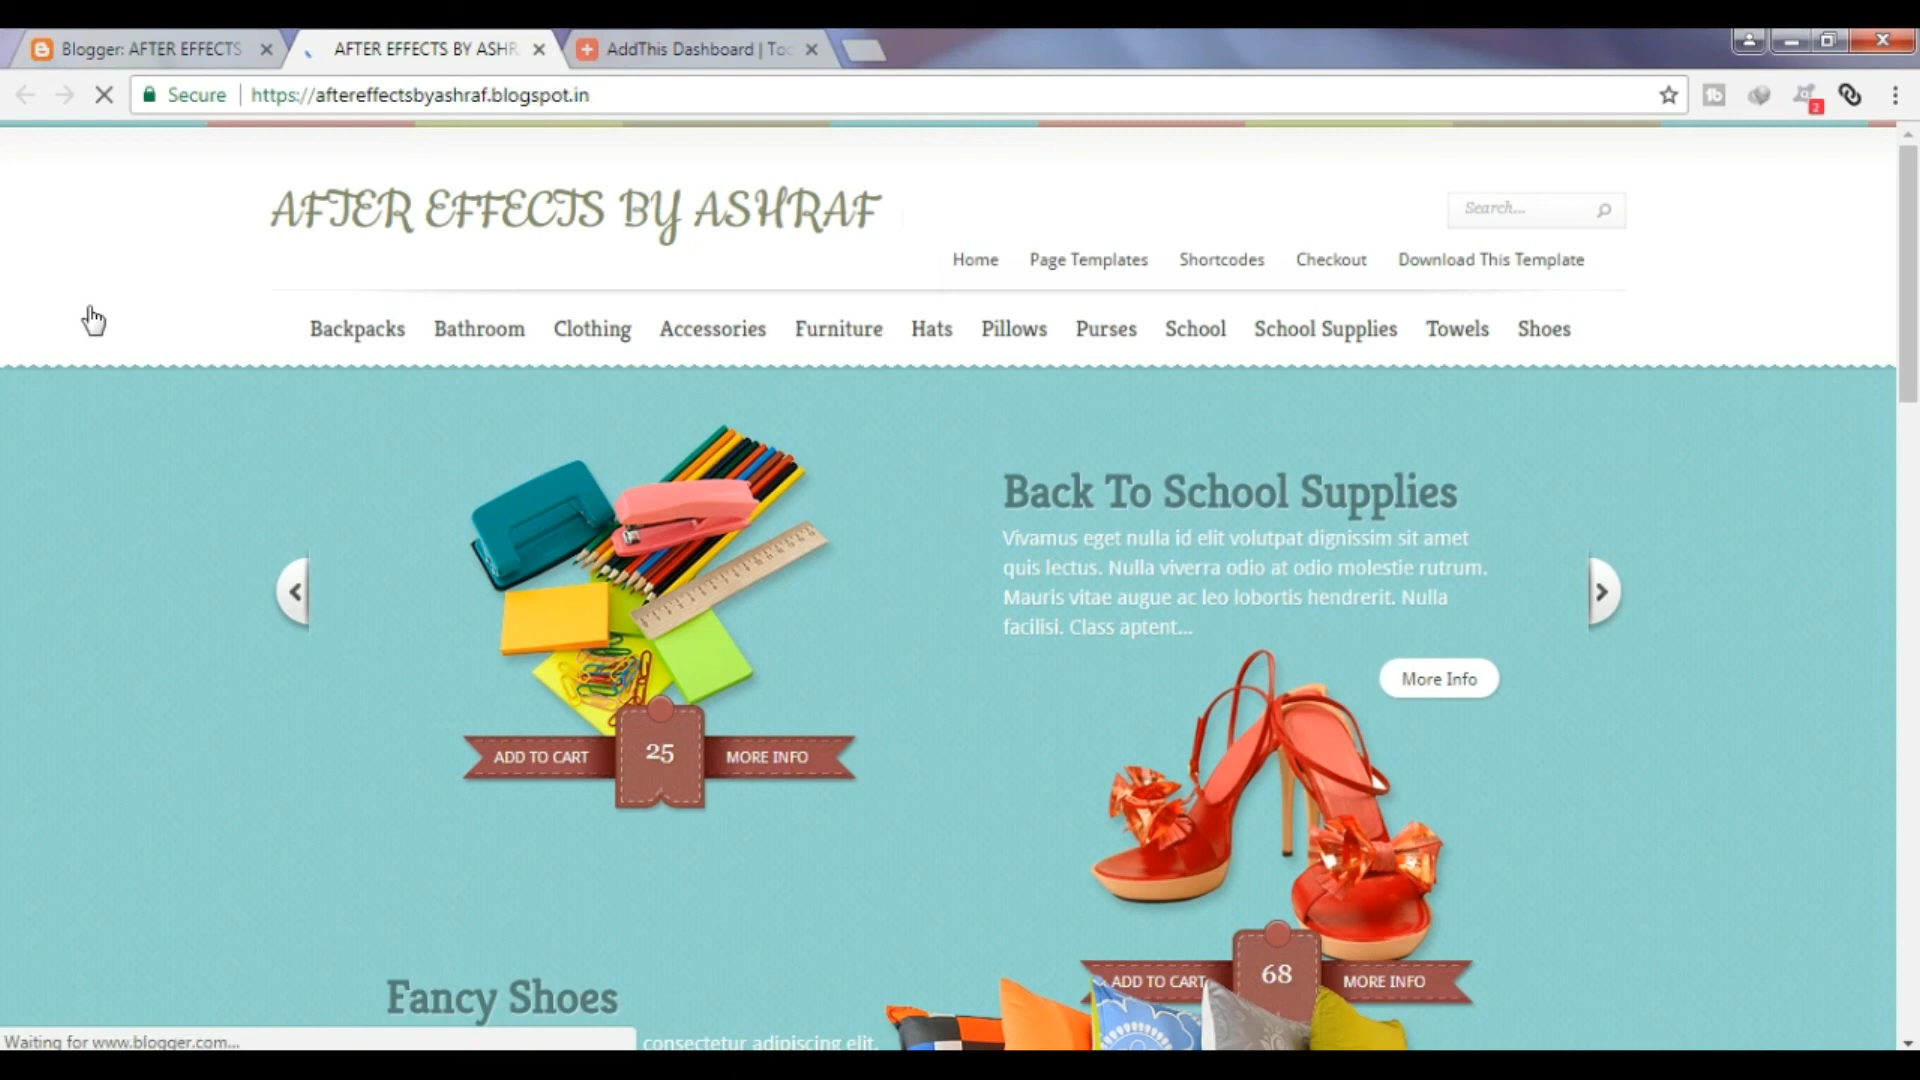 Blogger: AFTER EFFECTS
AFTER EFFECTS BY ASHR
AddThis Dashboard | Too
Secure
https://aftereffectsbyashraf.blogspot.in
2
AFTER EFFECTS BY ASHRAF
Search...
Home Page Templates Shortcodes Checkout Download This Template
Backpacks Bathroom Clothing Accessories Furniture Hats Pillows Purses School School Supplies Towels Shoes
Back To School Supplies
Vivamus eget nulla id elit volutpat dignissim sit amet
quis lectus. Nulla viverra odio at odio molestie rutrum.
Mauris vitae augue ac leo lobortis hendrerit. Nulla
facilisi. Class aptent...
More Info
ADD TO CART 25 MORE INFO
ADD TO CART 68 MORE INFO
Fancy Shoes
consectetur adipiscing elit.
Waiting for www.blogger.com...